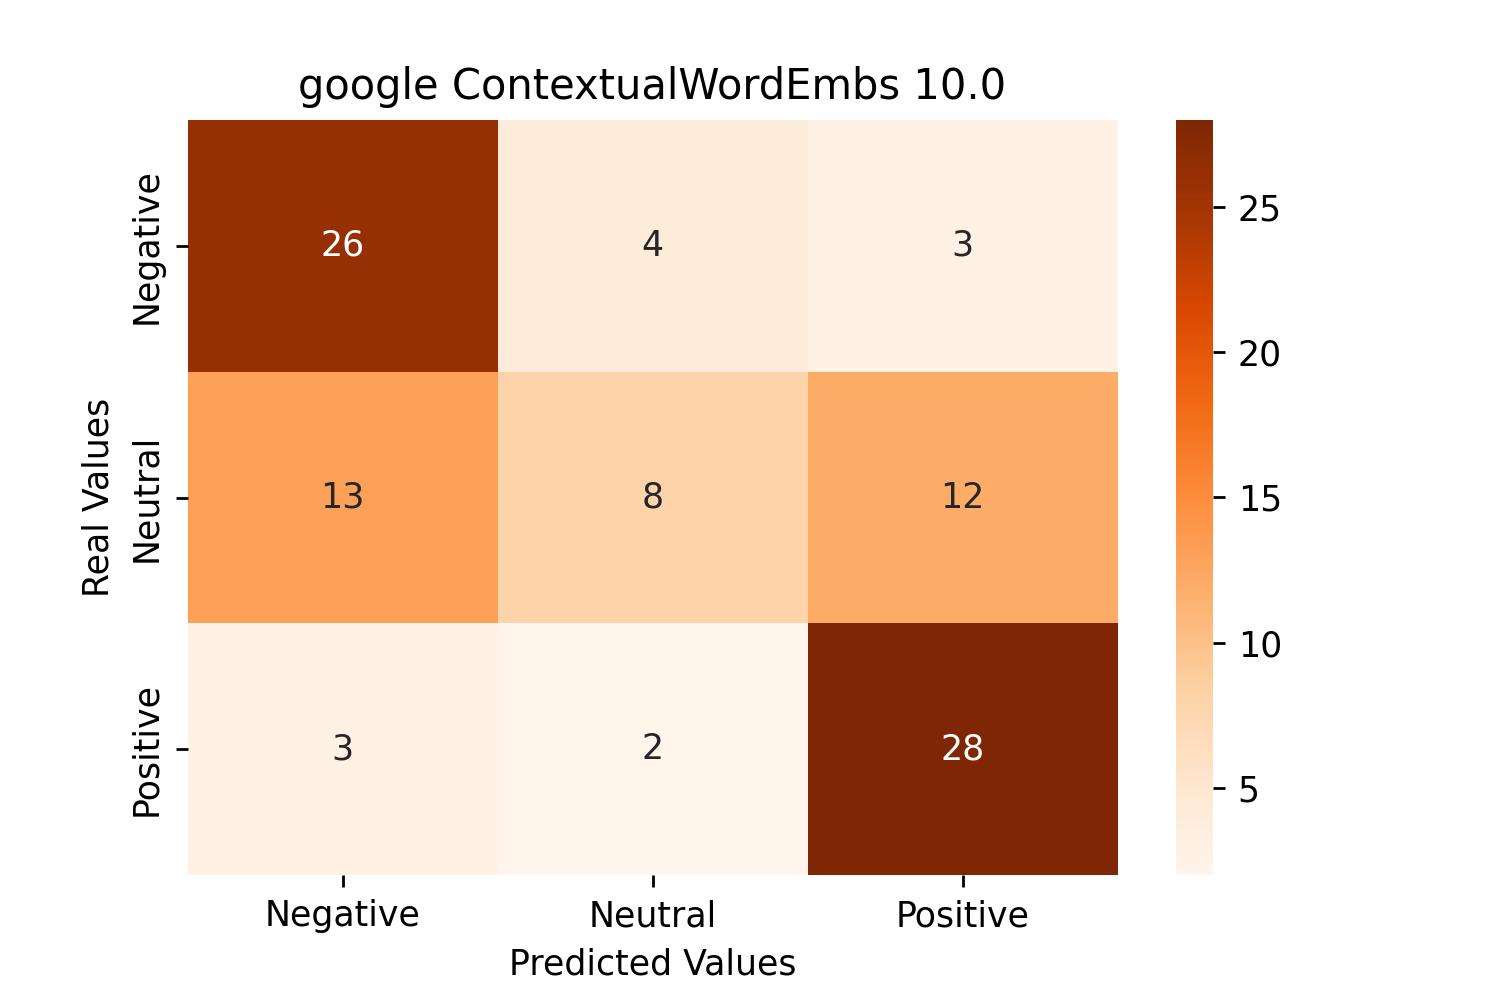 google ContextualWordEmbs 10.0
Real Values
Negative
26 4 3
Neutral
13 8 12
Positive
3 2 28
Negative Neutral Positive
Predicted Values
25
20
15
10
5